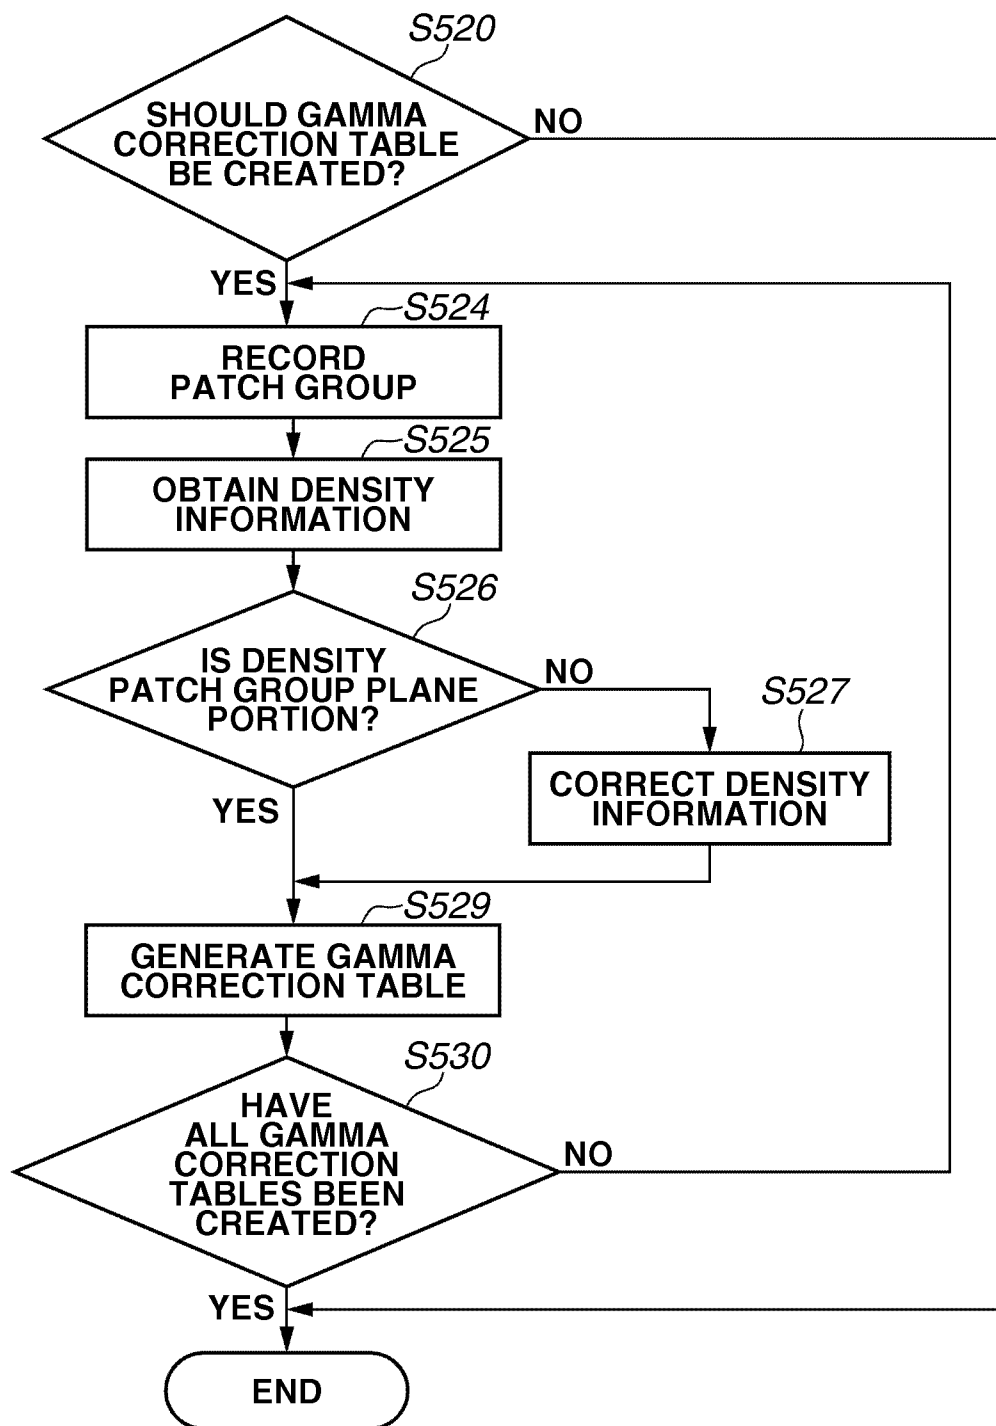 S520
SHOULD GAMMA
CORRECTION TABLE
BE CREATED?
NO
YES
S524
RECORD
PATCH GROUP
S525
OBTAIN DENSITY
INFORMATION
S526
IS DENSITY
PATCH GROUP PLANE
PORTION?
NO
S527
CORRECT DENSITY
INFORMATION
YES
S529
GENERATE GAMMA
CORRECTION TABLE
S530
HAVE
ALL GAMMA
CORRECTION
TABLES BEEN
CREATED?
NO
YES
END